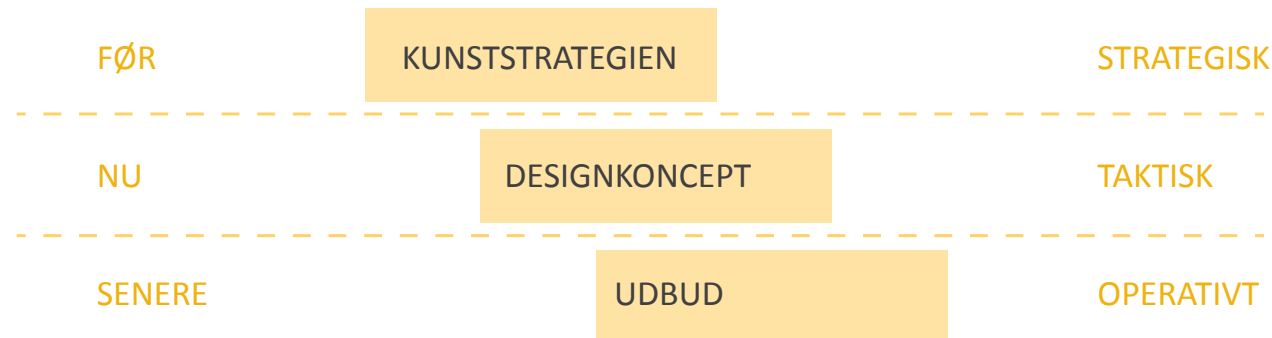 FØR KUNSTSTRATEGIEN STRATEGISK
NU DESIGNKONCEPT TAKTISK
SENERE UDBUD OPERATIVT